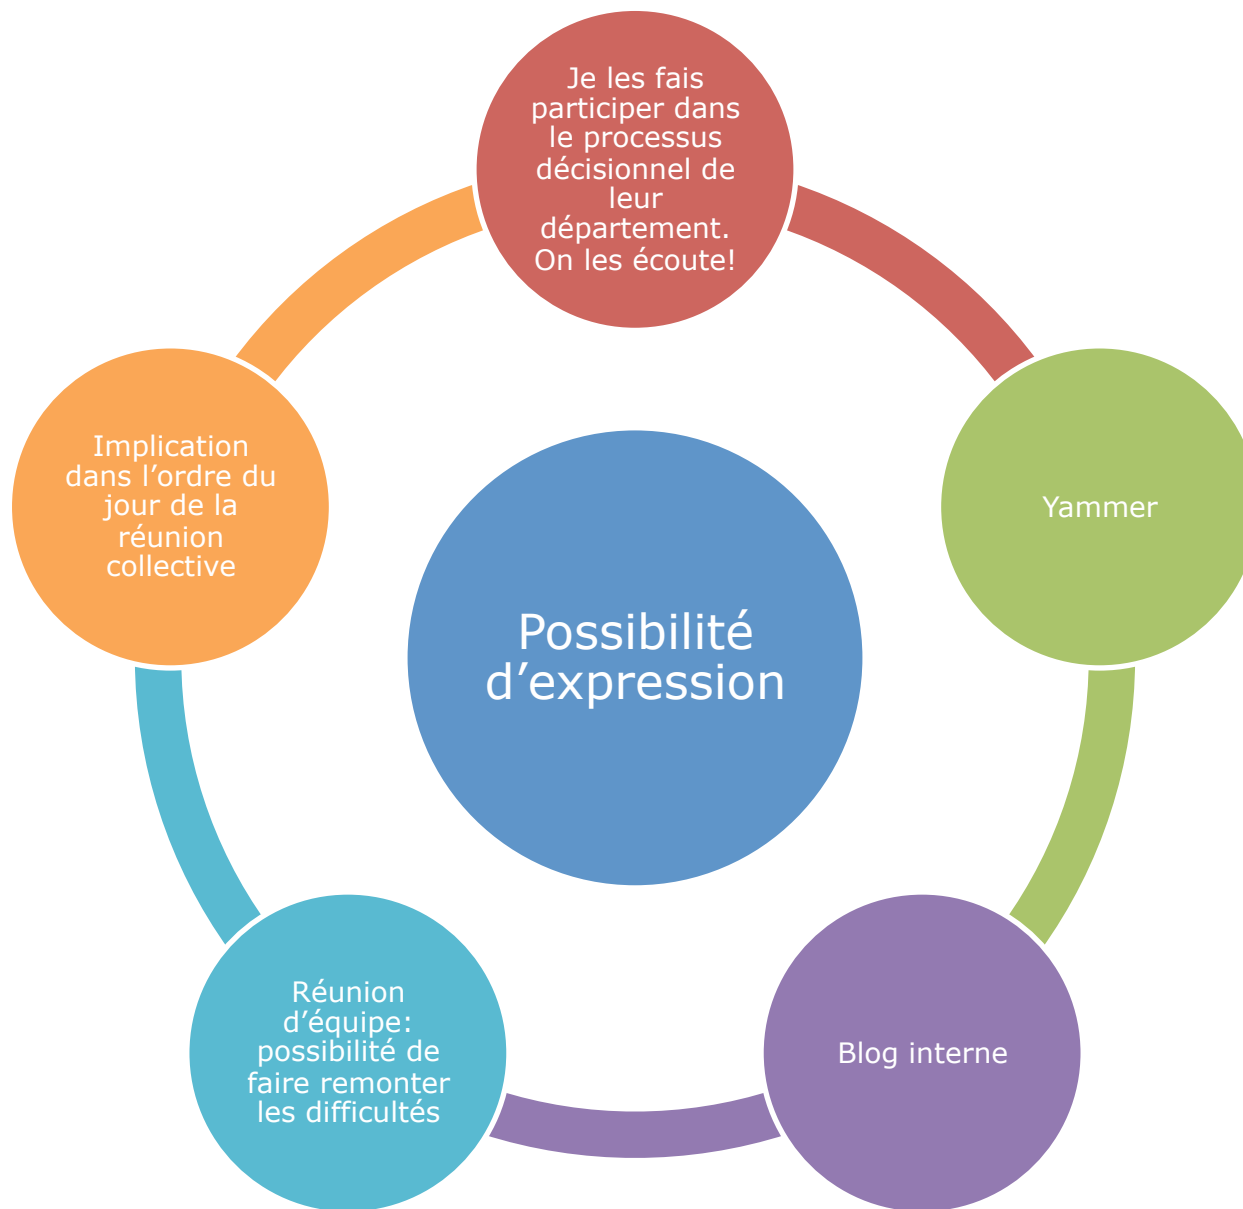 Je les fais
participer dans
le processus
décisionnel de
leur
département.
On les écoute!
Yammer
Blog interne
Réunion
d’équipe:
possibilité de
faire remonter
les difficultés
Implication
dans l’ordre du
jour de la
réunion
collective
Possibilité
d’expression